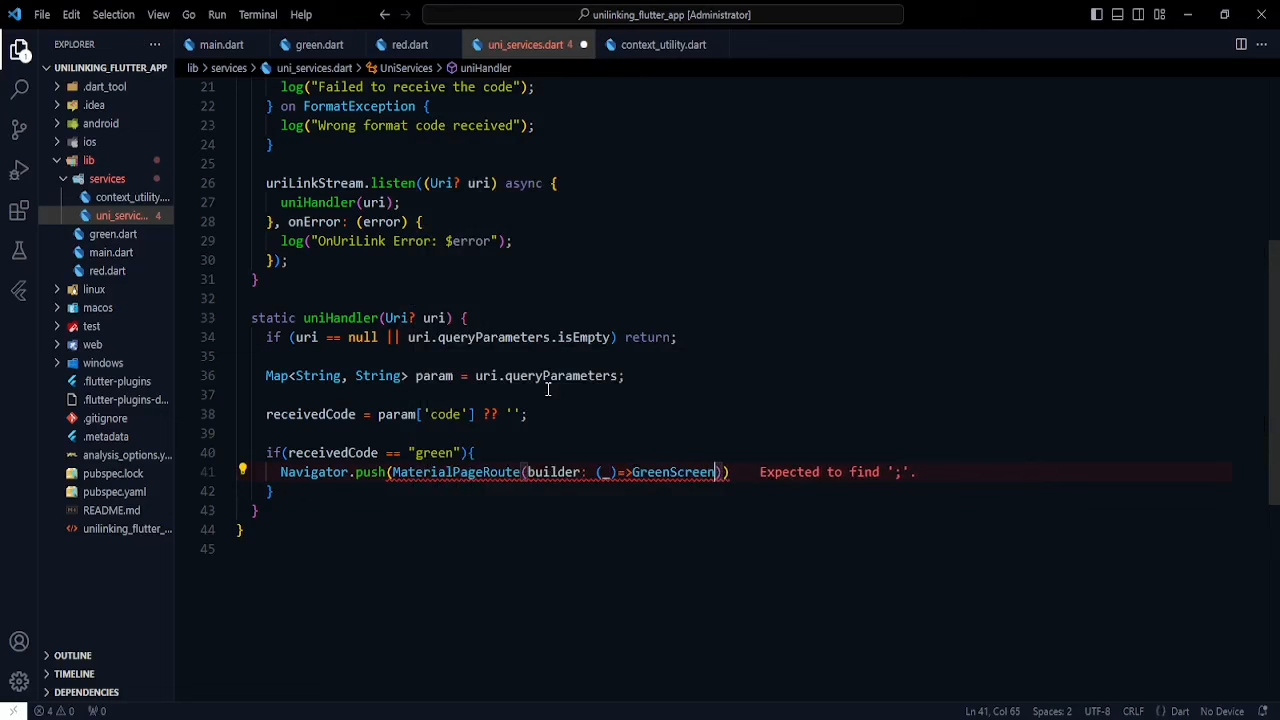 File Edit Selection View Go Run Terminal Help
unilinking_flutter_app [Administrator]
EXPLORER
main.dart
green.dart
red.dart
uni_services.dart 4
context_utility.dart
UNILINKING_FLUTTER_APP
lib > services > uni_services.dart > UniServices > uniHandler
.dart_tool
.idea
android
ios
lib
services
context_utility....
uni_servic... 4
green.dart
main.dart
red.dart
linux
macos
test
web
windows
.flutter-plugins
.flutter-plugins-d...
.gitignore
.metadata
analysis_options.y...
pubspec.lock
pubspec.yaml
README.md
unilinking_flutter_...
OUTLINE
TIMELINE
DEPENDENCIES
21 log("Failed to receive the code");
22 } on FormatException {
23 log("Wrong format code received");
24 }
25
26 uriLinkStream.listen((Uri? uri) async {
27 uniHandler(uri);
28 }, onError: (error) {
29 log("OnUriLink Error: $error");
30 });
31 }
32
33 static uniHandler(Uri? uri) {
34 if (uri == null || uri.queryParameters.isEmpty) return;
35
36 Map<String, String> param = uri.queryParameters;
37
38 receivedCode = param['code'] ?? '';
39
40 if(receivedCode == "green"){
41 Navigator.push(MaterialPageRoute(builder: (_)=>GreenScreen)) Expected to find ';'.
42 }
43 }
44 }
45
4 0 0
Ln 41, Col 65 Spaces: 2 UTF-8 CRLF { } Dart No Device